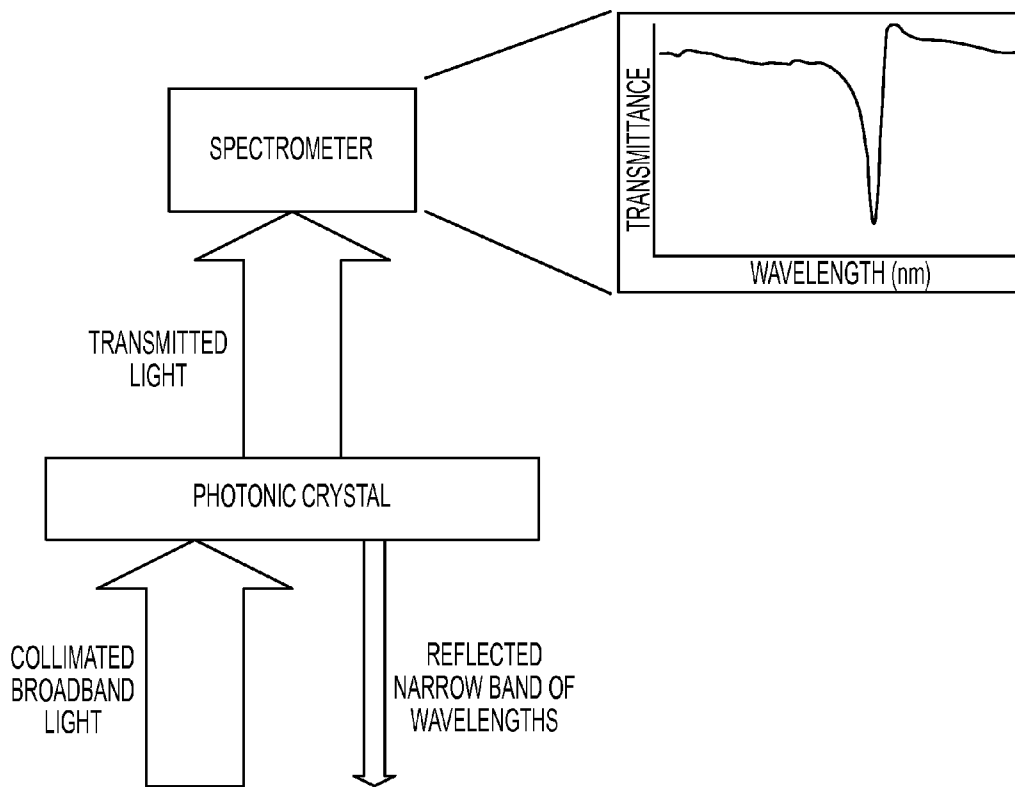 SPECTROMETER
TRANSMITTANCE
WAVELENGTH (nm)
TRANSMITTED
LIGHT
PHOTONIC CRYSTAL
COLLIMATED
BROADBAND
LIGHT
REFLECTED
NARROW BAND OF
WAVELENGTHS